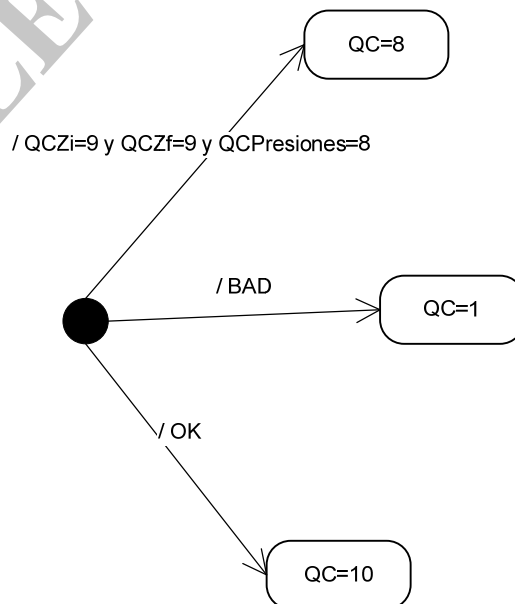 QC=8
/ QCZi=9 y QCZf=9 y QCPresiones=8
/ BAD
QC=1
/ OK
QC=10